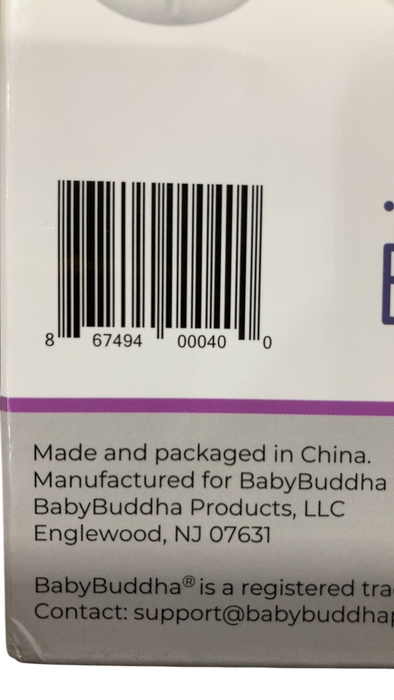 8 67494 00040 0
Made and packaged in China.
Manufactured for BabyBuddha
BabyBuddha Products, LLC
Englewood, NJ 07631
BabyBuddha® is a registered
Contact: